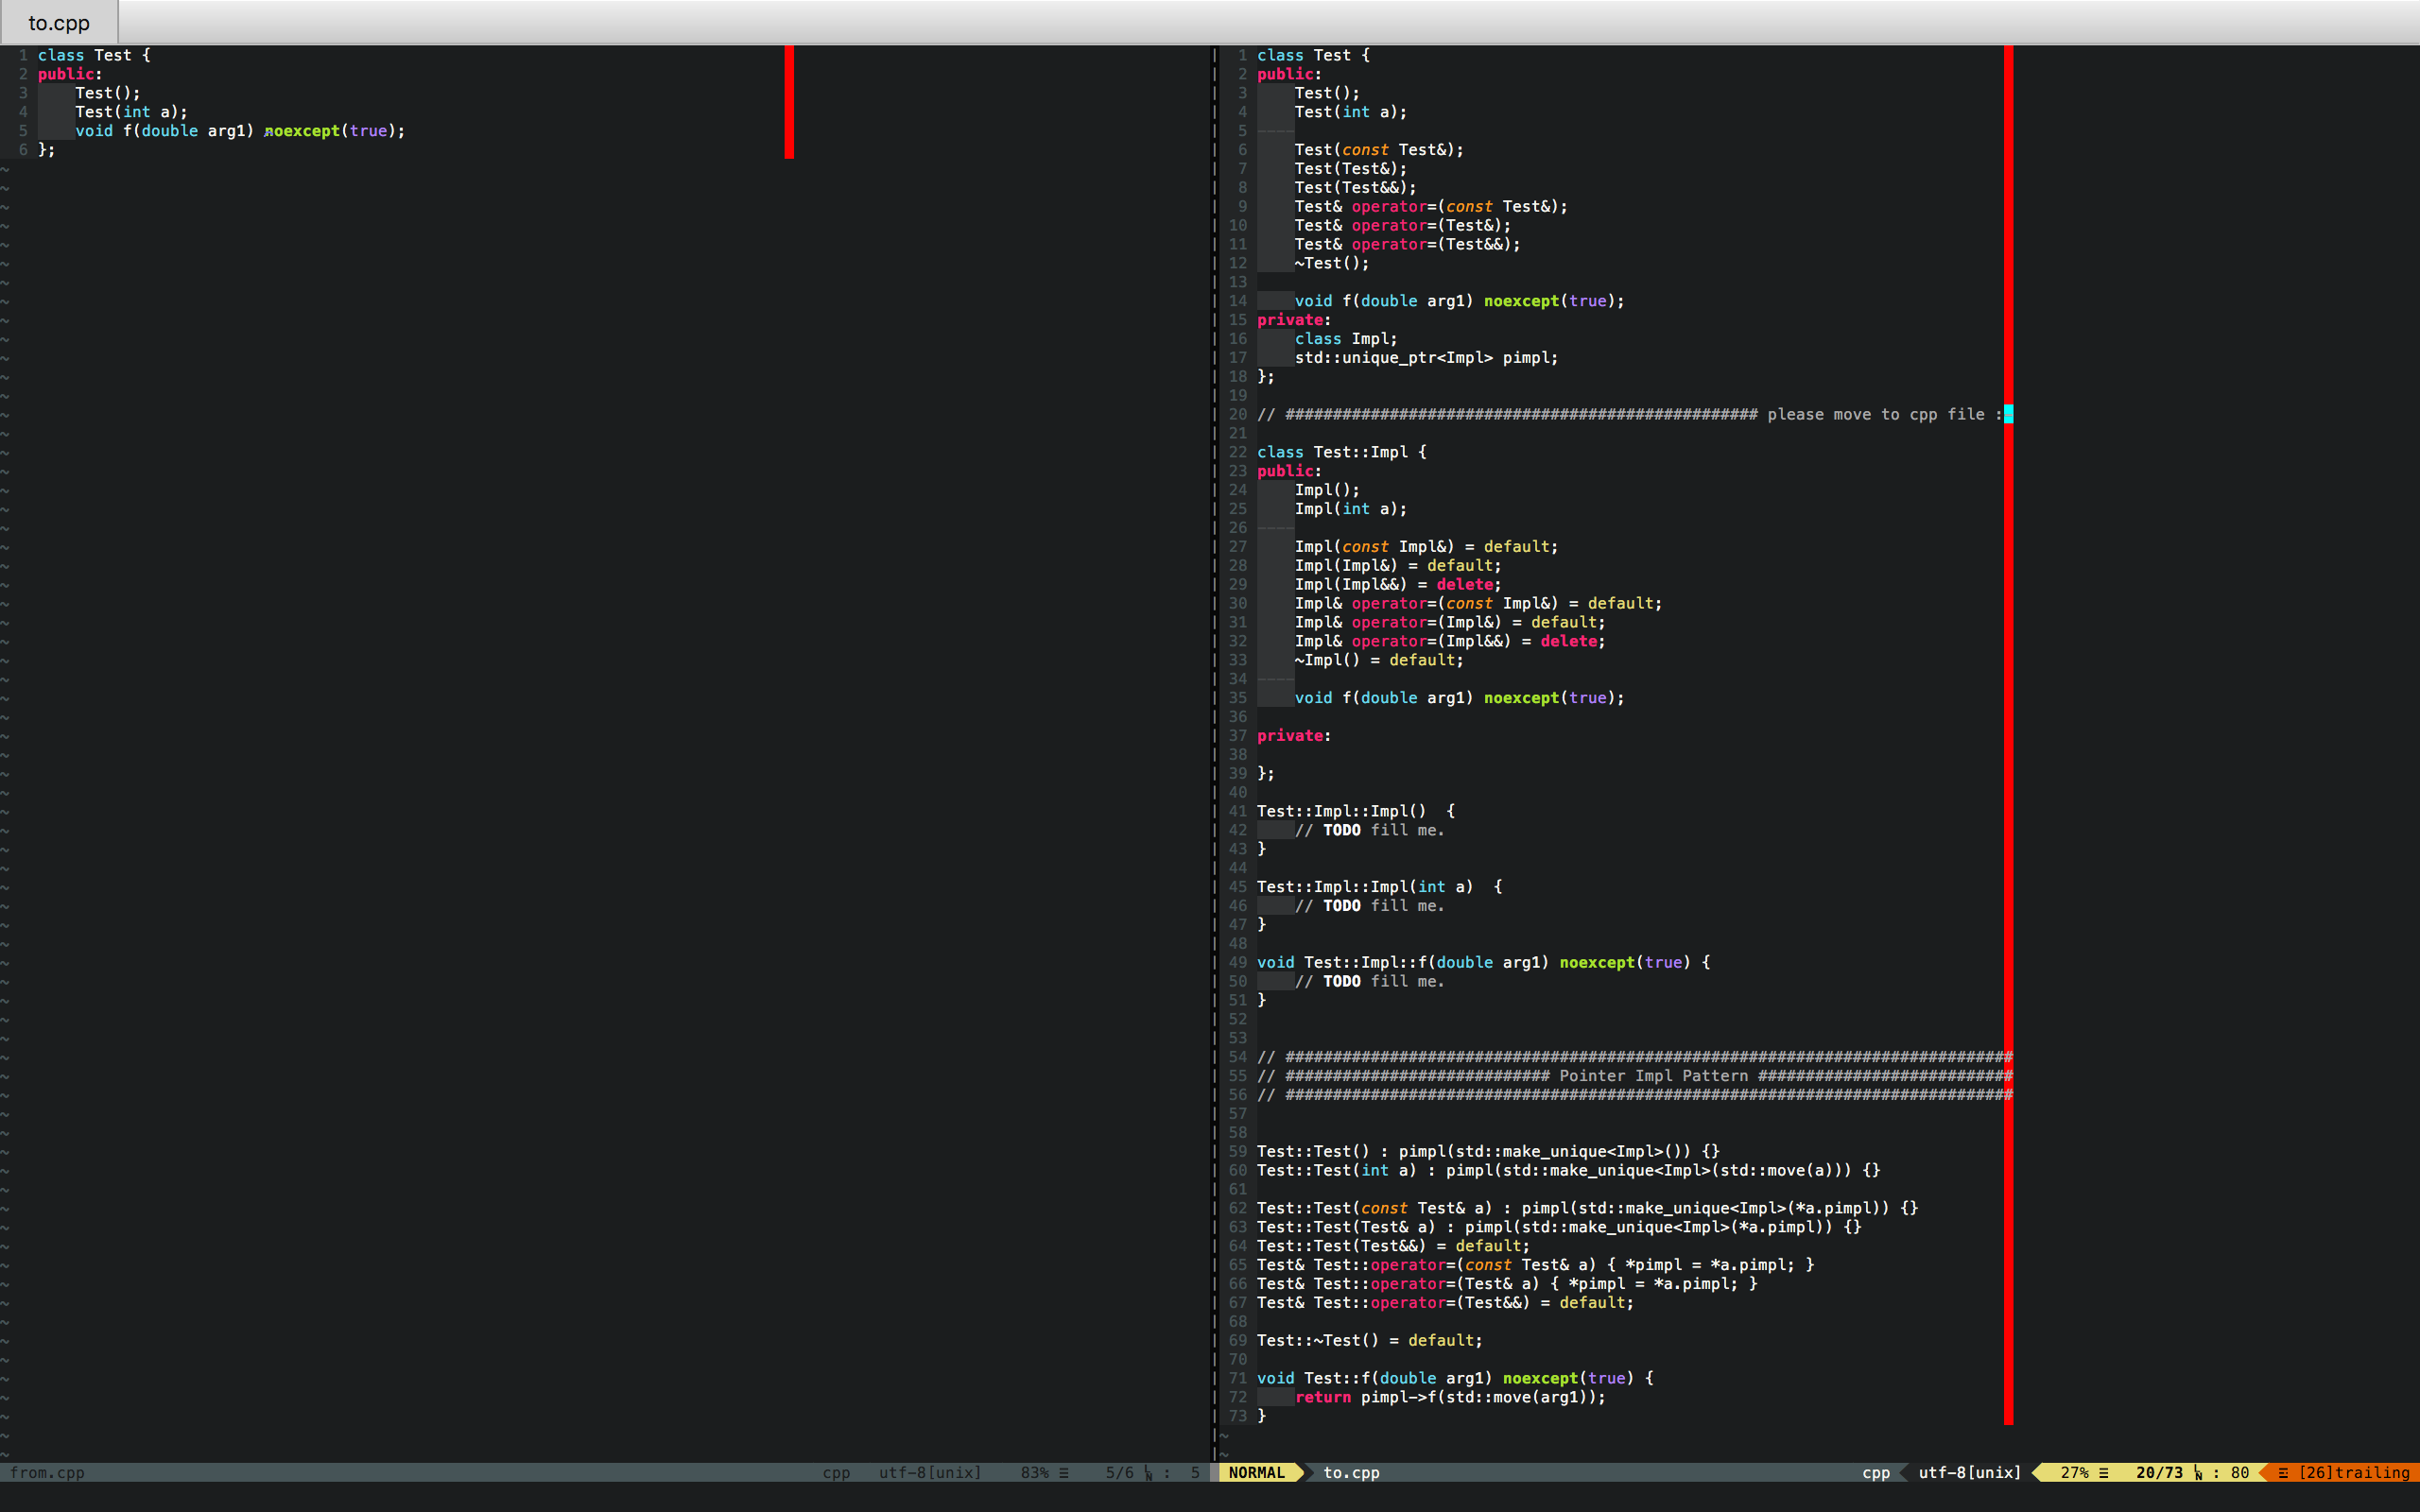 to.cpp
1 class Test {
2 public:
3     Test();
4     Test(int a);
5     void f(double arg1) noexcept(true);
6 };
1 class Test {
2 public:
3     Test();
4     Test(int a);
5
6     Test(const Test&);
7     Test(Test&);
8     Test(Test&&);
9     Test& operator=(const Test&);
10     Test& operator=(Test&);
11     Test& operator=(Test&&);
12     ~Test();
13
14     void f(double arg1) noexcept(true);
15 private:
16     class Impl;
17     std::unique_ptr<Impl> pimpl;
18 };
19
20 // ################################################## please move to cpp file :
21
22 class Test::Impl {
23 public:
24     Impl();
25     Impl(int a);
26
27     Impl(const Impl&) = default;
28     Impl(Impl&) = default;
29     Impl(Impl&&) = delete;
30     Impl& operator=(const Impl&) = default;
31     Impl& operator=(Impl&) = default;
32     Impl& operator=(Impl&&) = delete;
33     ~Impl() = default;
34
35     void f(double arg1) noexcept(true);
36
37 private:
38
39 };
40
41 Test::Impl::Impl()  {
42     // TODO fill me.
43 }
44
45 Test::Impl::Impl(int a)  {
46     // TODO fill me.
47 }
48
49 void Test::Impl::f(double arg1) noexcept(true) {
50     // TODO fill me.
51 }
52
53
54 // #############################################################################
55 // ############################ Pointer Impl Pattern ###########################
56 // #############################################################################
57
58
59 Test::Test() : pimpl(std::make_unique<Impl>()) {}
60 Test::Test(int a) : pimpl(std::make_unique<Impl>(std::move(a))) {}
61
62 Test::Test(const Test& a) : pimpl(std::make_unique<Impl>(*a.pimpl)) {}
63 Test::Test(Test& a) : pimpl(std::make_unique<Impl>(*a.pimpl)) {}
64 Test::Test(Test&&) = default;
65 Test& Test::operator=(const Test& a) { *pimpl = *a.pimpl; }
66 Test& Test::operator=(Test& a) { *pimpl = *a.pimpl; }
67 Test& Test::operator=(Test&&) = default;
68
69 Test::~Test() = default;
70
71 void Test::f(double arg1) noexcept(true) {
72     return pimpl->f(std::move(arg1));
73 }
from.cpp cpp utf-8[unix] 83% ☰ 5/6 ␤ : 5
NORMAL to.cpp cpp utf-8[unix] 27% ☰ 20/73 ␤ : 80 ☲ [26]trailing